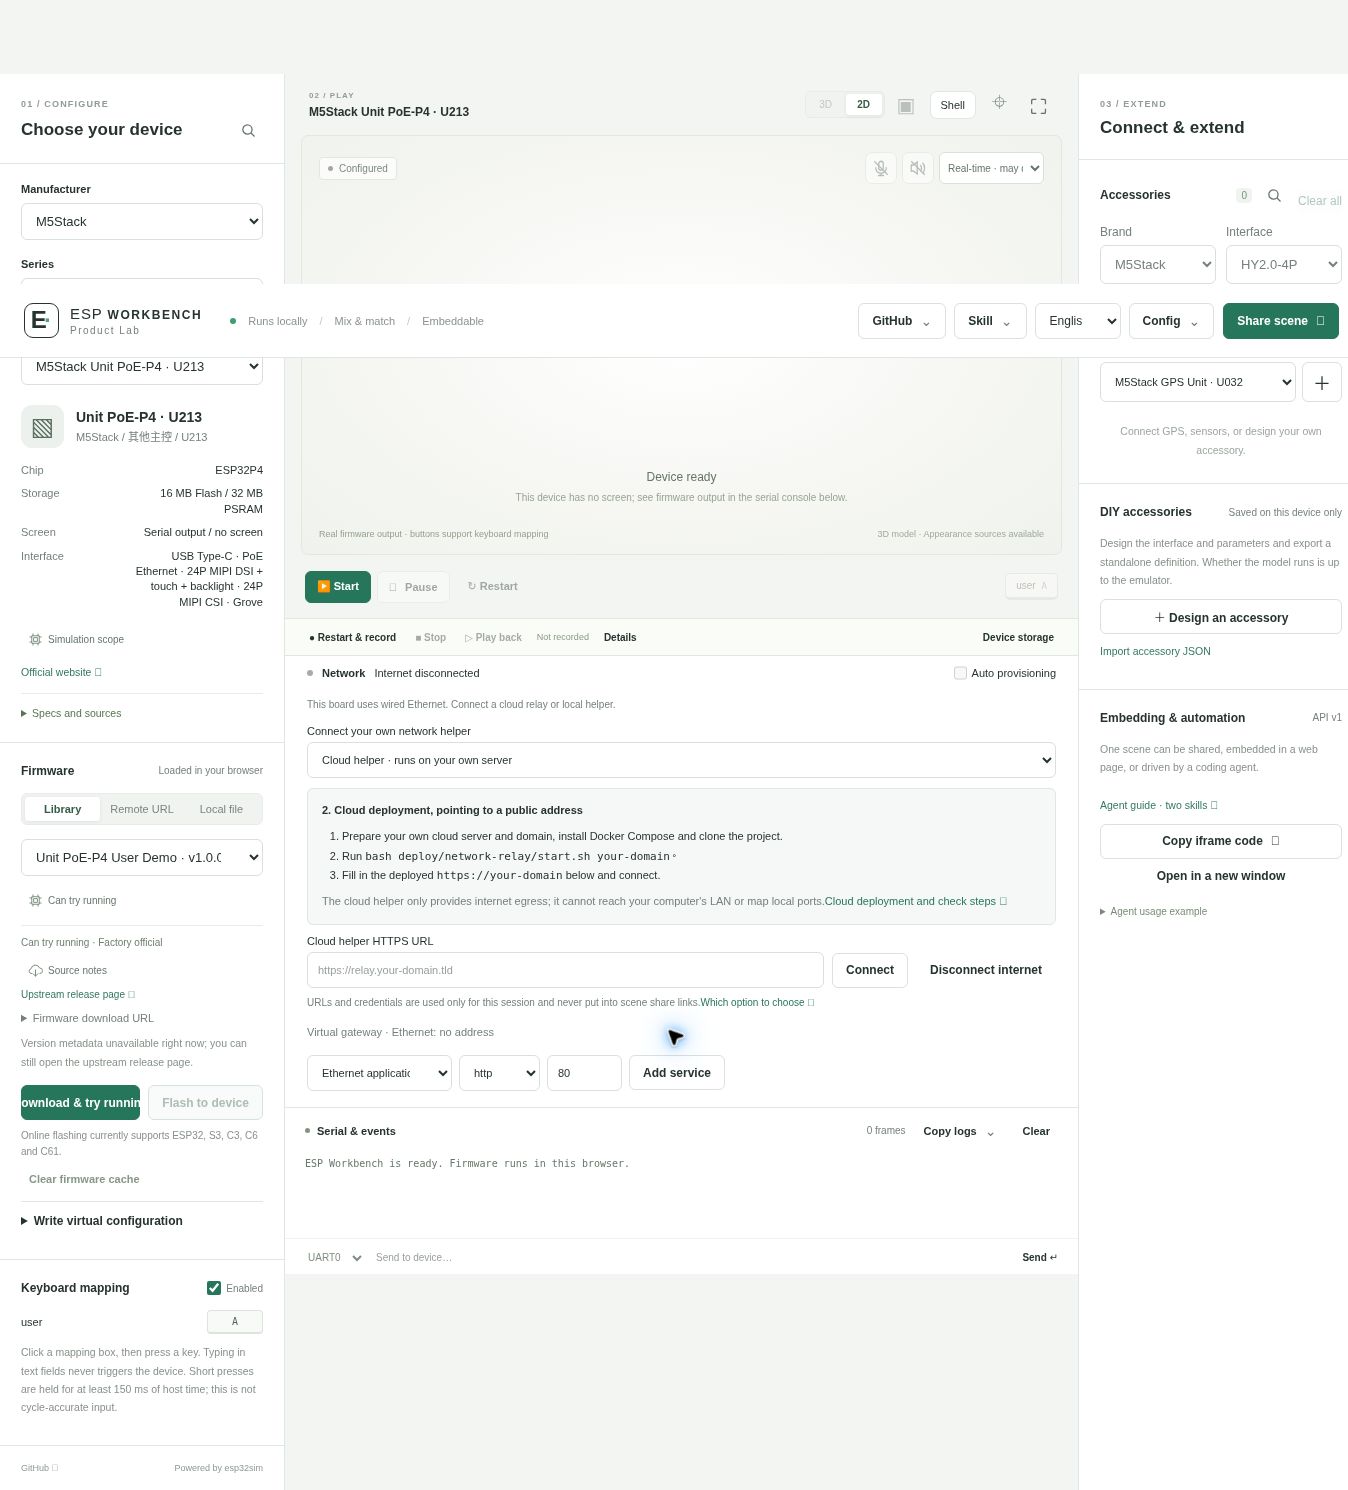 01 / CONFIGURE
Choose your device
Manufacturer
M5Stack
Series
E
ESP WORKBENCH
Product Lab
Runs locally / Mix & match / Embeddable
GitHub
Skill
Englis
Config
Share scene
M5Stack Unit PoE-P4 · U213
Unit PoE-P4 · U213
M5Stack / 其他主控 / U213
Chip ESP32P4
Storage 16 MB Flash / 32 MB
PSRAM
Screen Serial output / no screen
Interface USB Type-C · PoE
Ethernet · 24P MIPI DSI +
touch + backlight · 24P
MIPI CSI · Grove
Simulation scope
Official website
Specs and sources
Firmware Loaded in your browser
Library Remote URL Local file
Unit PoE-P4 User Demo · v1.0.0
Can try running
Can try running · Factory official
Source notes
Upstream release page
Firmware download URL
Version metadata unavailable right now; you can
still open the upstream release page.
ownload & try runnin
Flash to device
Online flashing currently supports ESP32, S3, C3, C6
and C61.
Clear firmware cache
Write virtual configuration
Keyboard mapping Enabled
user A
Click a mapping box, then press a key. Typing in
text fields never triggers the device. Short presses
are held for at least 150 ms of host time; this is not
cycle-accurate input.
GitHub Powered by esp32sim
02 / PLAY
M5Stack Unit PoE-P4 · U213
3D 2D Shell
Configured
Real-time · may
Device ready
This device has no screen; see firmware output in the serial console below.
Real firmware output · buttons support keyboard mapping
3D model · Appearance sources available
Start Pause ↻ Restart user A
● Restart & record ■ Stop ▷ Play back Not recorded Details Device storage
Network Internet disconnected Auto provisioning
This board uses wired Ethernet. Connect a cloud relay or local helper.
Connect your own network helper
Cloud helper · runs on your own server
2. Cloud deployment, pointing to a public address
1. Prepare your own cloud server and domain, install Docker Compose and clone the project.
2. Run bash deploy/network-relay/start.sh your-domain。
3. Fill in the deployed https://your-domain below and connect.
The cloud helper only provides internet egress; it cannot reach your computer's LAN or map local ports.Cloud deployment and check steps
Cloud helper HTTPS URL
https://relay.your-domain.tld
Connect
Disconnect internet
URLs and credentials are used only for this session and never put into scene share links.Which option to choose
Virtual gateway · Ethernet: no address
Ethernet applicatic http 80 Add service
Serial & events 0 frames Copy logs Clear
ESP Workbench is ready. Firmware runs in this browser.
UART0 Send to device… Send ↵
03 / EXTEND
Connect & extend
Accessories 0 Clear all
Brand Interface
M5Stack HY2.0-4P
M5Stack GPS Unit · U032
Connect GPS, sensors, or design your own
accessory.
DIY accessories Saved on this device only
Design the interface and parameters and export a
standalone definition. Whether the model runs is up
to the emulator.
＋ Design an accessory
Import accessory JSON
Embedding & automation API v1
One scene can be shared, embedded in a web
page, or driven by a coding agent.
Agent guide · two skills
Copy iframe code
Open in a new window
Agent usage example